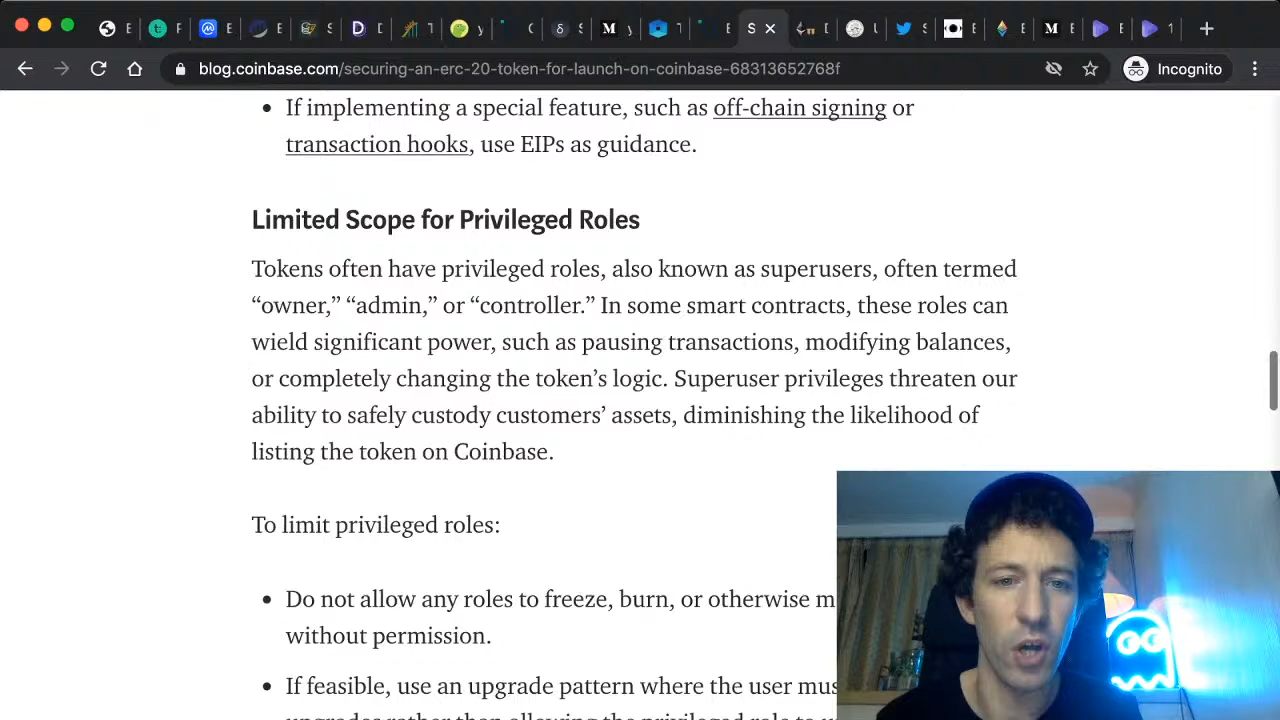 blog.coinbase.com/securing-an-erc-20-token-for-launch-on-coinbase-68313652768f
Incognito
If implementing a special feature, such as off-chain signing or
transaction hooks, use EIPs as guidance.
Limited Scope for Privileged Roles
Tokens often have privileged roles, also known as superusers, often termed
“owner,” “admin,” or “controller.” In some smart contracts, these roles can
wield significant power, such as pausing transactions, modifying balances,
or completely changing the token’s logic. Superuser privileges threaten our
ability to safely custody customers’ assets, diminishing the likelihood of
listing the token on Coinbase.
To limit privileged roles:
Do not allow any roles to freeze, burn, or otherwise m
without permission.
If feasible, use an upgrade pattern where the user mus